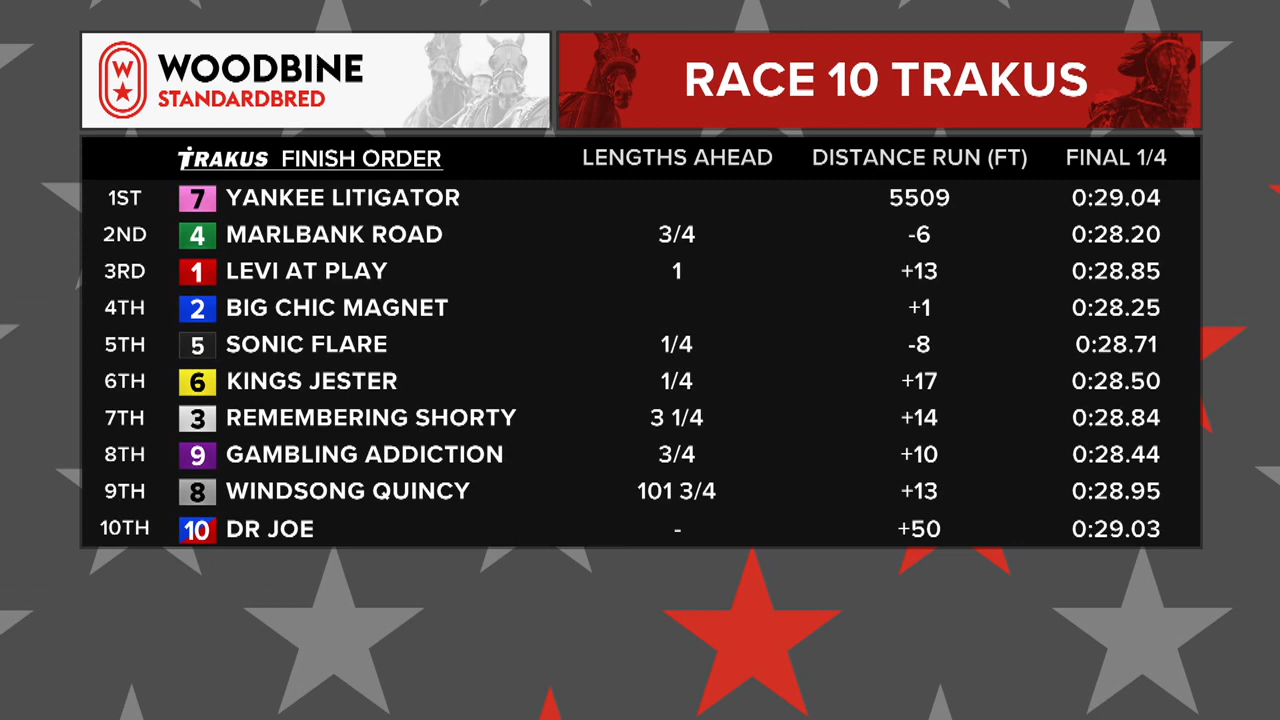 W
WOODBINE
STANDARDBRED
RACE 10 TRAKUS
TRAKUS FINISH ORDER LENGTHS AHEAD DISTANCE RUN (FT) FINAL 1/4
1ST 7 YANKEE LITIGATOR 5509 0:29.04
2ND 4 MARLBANK ROAD 3/4 -6 0:28.20
3RD 1 LEVI AT PLAY 1 +13 0:28.85
4TH 2 BIG CHIC MAGNET +1 0:28.25
5TH 5 SONIC FLARE 1/4 -8 0:28.71
6TH 6 KINGS JESTER 1/4 +17 0:28.50
7TH 3 REMEMBERING SHORTY 3 1/4 +14 0:28.84
8TH 9 GAMBLING ADDICTION 3/4 +10 0:28.44
9TH 8 WINDSONG QUINCY 101 3/4 +13 0:28.95
10TH 10 DR JOE - +50 0:29.03